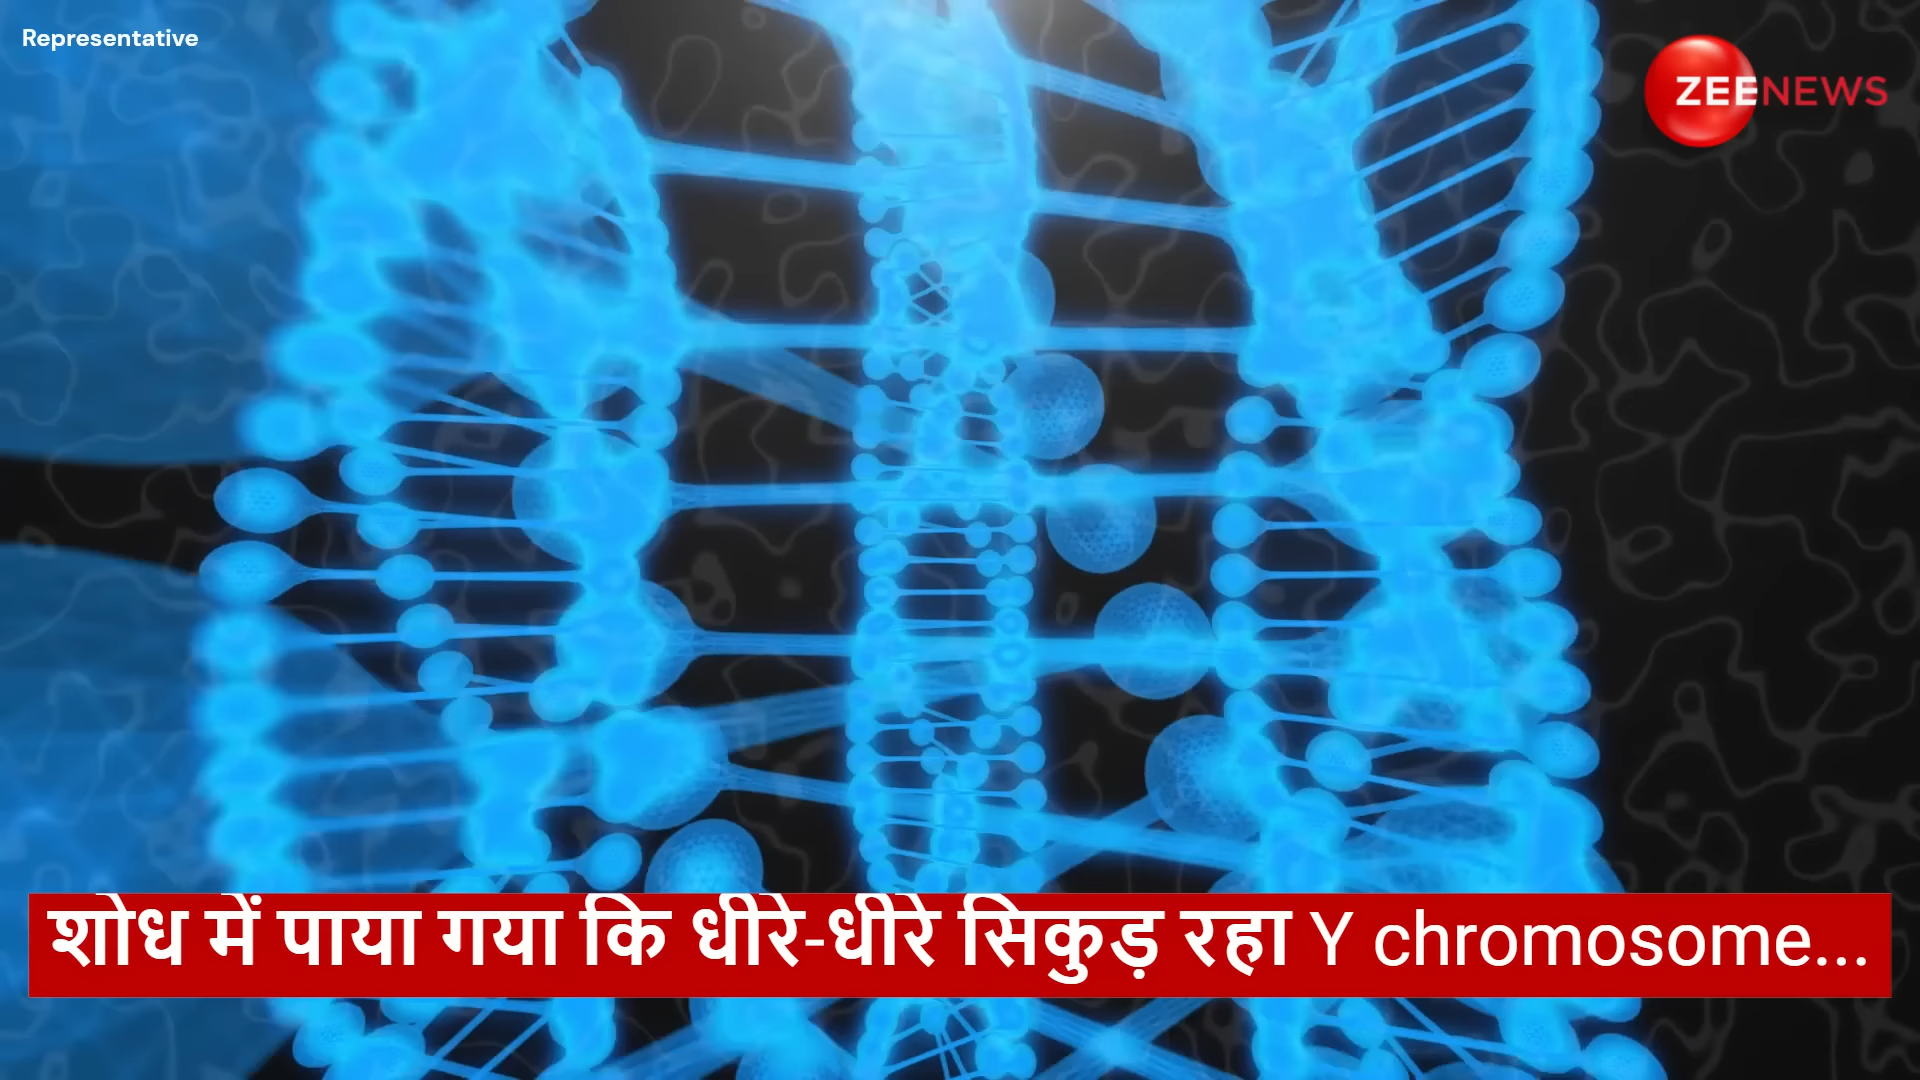 Representative
ZEENEWS
शोध में पाया गया कि धीरे-धीरे सिकुड़ रहा Y chromosome...